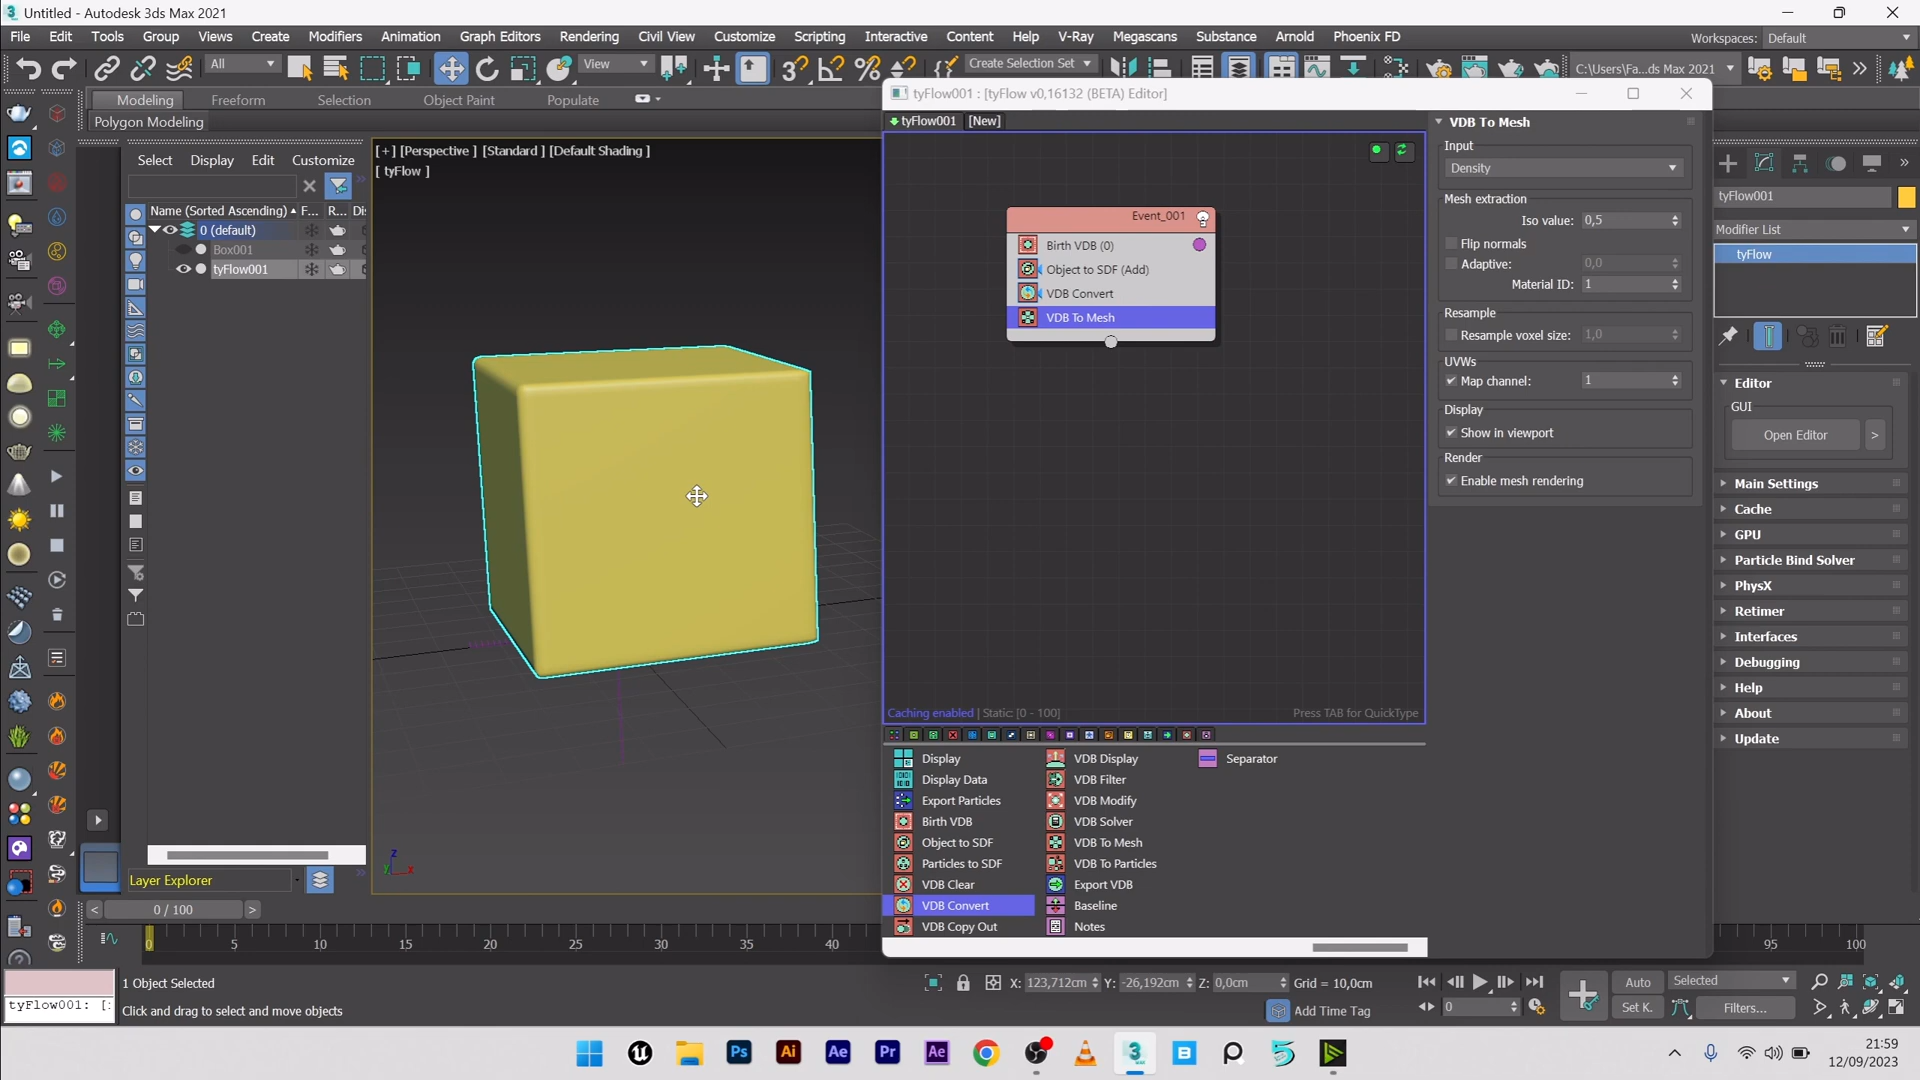 Untitled - Autodesk 3ds Max 2021
File Edit Tools Group Views Create Modifiers Animation Graph Editors Rendering Civil View Customize Scripting Interactive Content Help V-Ray Megascans Substance Arnold Phoenix FD
Workspaces: Default
All
View
Create Selection Set
C:\Users\Fa...ds Max 2021
Modeling Freeform Selection Object Paint Populate
Polygon Modeling
tyFlow001 : [tyFlow v0,16132 (BETA) Editor]
tyFlow001 [New]
Select Display Edit Customize
Name (Sorted Ascending) F... R... Di
0 (default)
Box001
tyFlow001
[+] [Perspective ] [Standard ] [Default Shading ]
[ tyFlow ]
Event_001
Birth VDB (0)
Object to SDF (Add)
VDB Convert
VDB To Mesh
Caching enabled | Static: [0 - 100]
Press TAB for QuickType
VDB To Mesh
Input
Density
Mesh extraction
Iso value: 0,5
Flip normals
Adaptive: 0,0
Material ID: 1
Resample
Resample voxel size: 1,0
UVWs
Map channel: 1
Display
Show in viewport
Render
Enable mesh rendering
tyFlow001
Modifier List
tyFlow
Editor
GUI
Open Editor >
Main Settings
Cache
GPU
Particle Bind Solver
PhysX
Retimer
Interfaces
Debugging
Help
About
Update
Display
Display Data
Export Particles
Birth VDB
Object to SDF
Particles to SDF
VDB Clear
VDB Convert
VDB Copy Out
VDB Display
VDB Filter
VDB Modify
VDB Solver
VDB To Mesh
VDB To Particles
Export VDB
Baseline
Notes
Separator
z
x
y
Layer Explorer
< 0 / 100 >
0 5 10 15 20 25 30 35 40 95 100
1 Object Selected
X: 123,712cm Y: -26,192cm Z: 0,0cm Grid = 10,0cm
Auto Selected
tyFlow001: [:
Click and drag to select and move objects
Add Time Tag
0
Set K. Filters...
Ps Ai Ae Pr Ae 3 B
21:59
12/09/2023